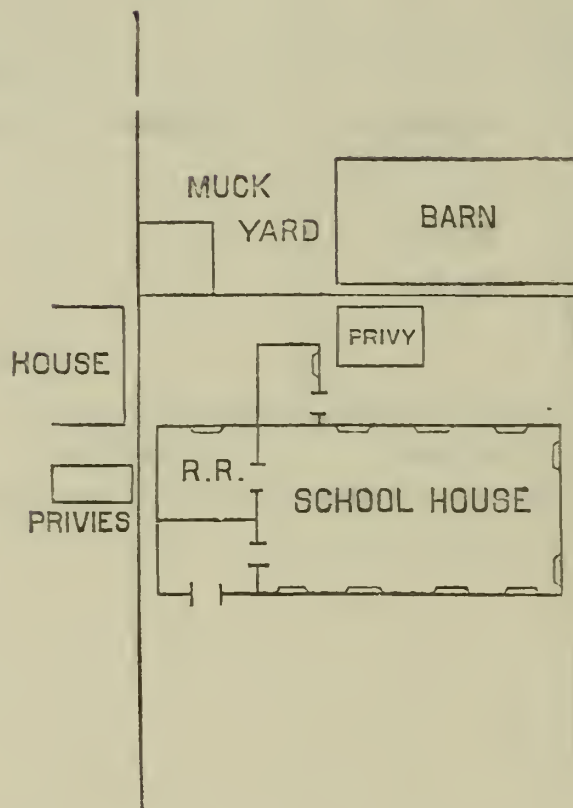 MUCK
YARD
BARN
PRIVY
HOUSE
R.R.
SCHOOL HOUSE
PRIVIES